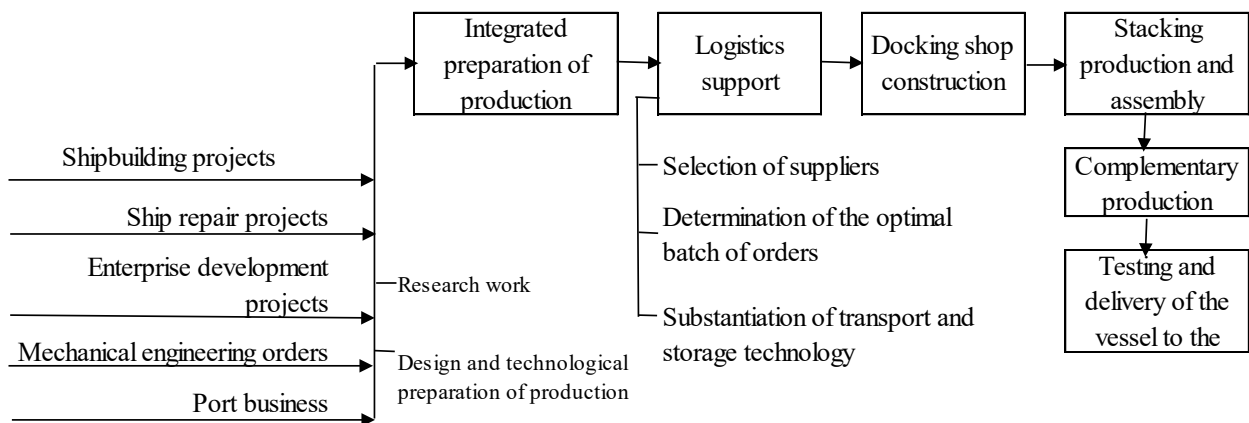 Integrated
preparation of
production
Logistics
support
Docking shop
construction
Stacking
production and
assembly
Shipbuilding projects
Ship repair projects
Enterprise development
projects
Mechanical engineering orders
Port business
Research work
Design and technological
preparation of production
Selection of suppliers
Determination of the optimal
batch of orders
Substantiation of transport and
storage technology
Complementary
production
Testing and
delivery of the
vessel to the